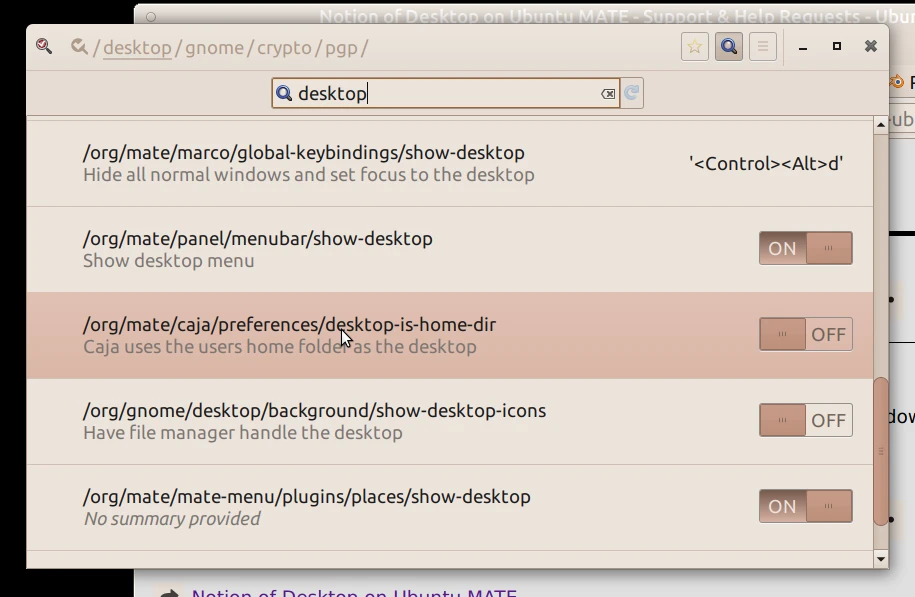 Notion of Desktop on Ubuntu MATE - Support & Help Requests - Ubun
/ desktop / gnome / crypto / pgp /
desktop
/org/mate/marco/global-keybindings/show-desktop
'<Control><Alt>d'
Hide all normal windows and set focus to the desktop
/org/mate/panel/menubar/show-desktop
Show desktop menu
ON
/org/mate/caja/preferences/desktop-is-home-dir
Caja uses the users home folder as the desktop
OFF
/org/gnome/desktop/background/show-desktop-icons
Have file manager handle the desktop
OFF
/org/mate/mate-menu/plugins/places/show-desktop
No summary provided
ON
Notion of Desktop on Ubuntu MATE